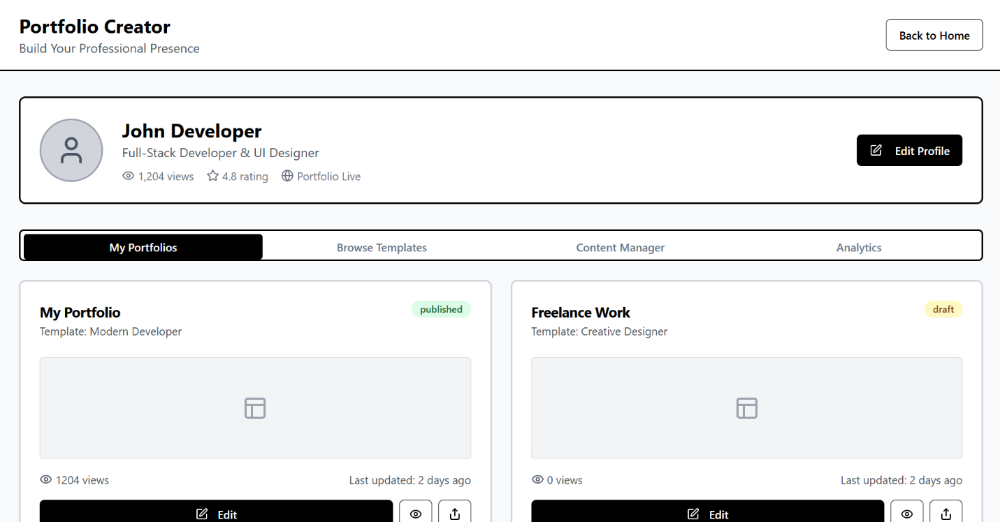 Portfolio Creator
Build Your Professional Presence
Back to Home
John Developer
Full-Stack Developer & UI Designer
1,204 views 4.8 rating Portfolio Live
Edit Profile
My Portfolios Browse Templates Content Manager Analytics
My Portfolio
published
Template: Modern Developer
1204 views Last updated: 2 days ago
Edit
Freelance Work
draft
Template: Creative Designer
0 views Last updated: 2 days ago
Edit